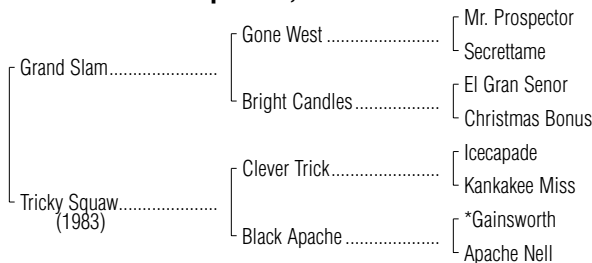 Gone West ........................... Mr. Prospector
Secrettame
Grand Slam..........................
Bright Candles .................... El Gran Senor
Christmas Bonus
Clever Trick.......................... Icecapade
Kankakee Miss
Tricky Squaw........................
(1983)
Black Apache ...................... *Gainsworth
Apache Nell